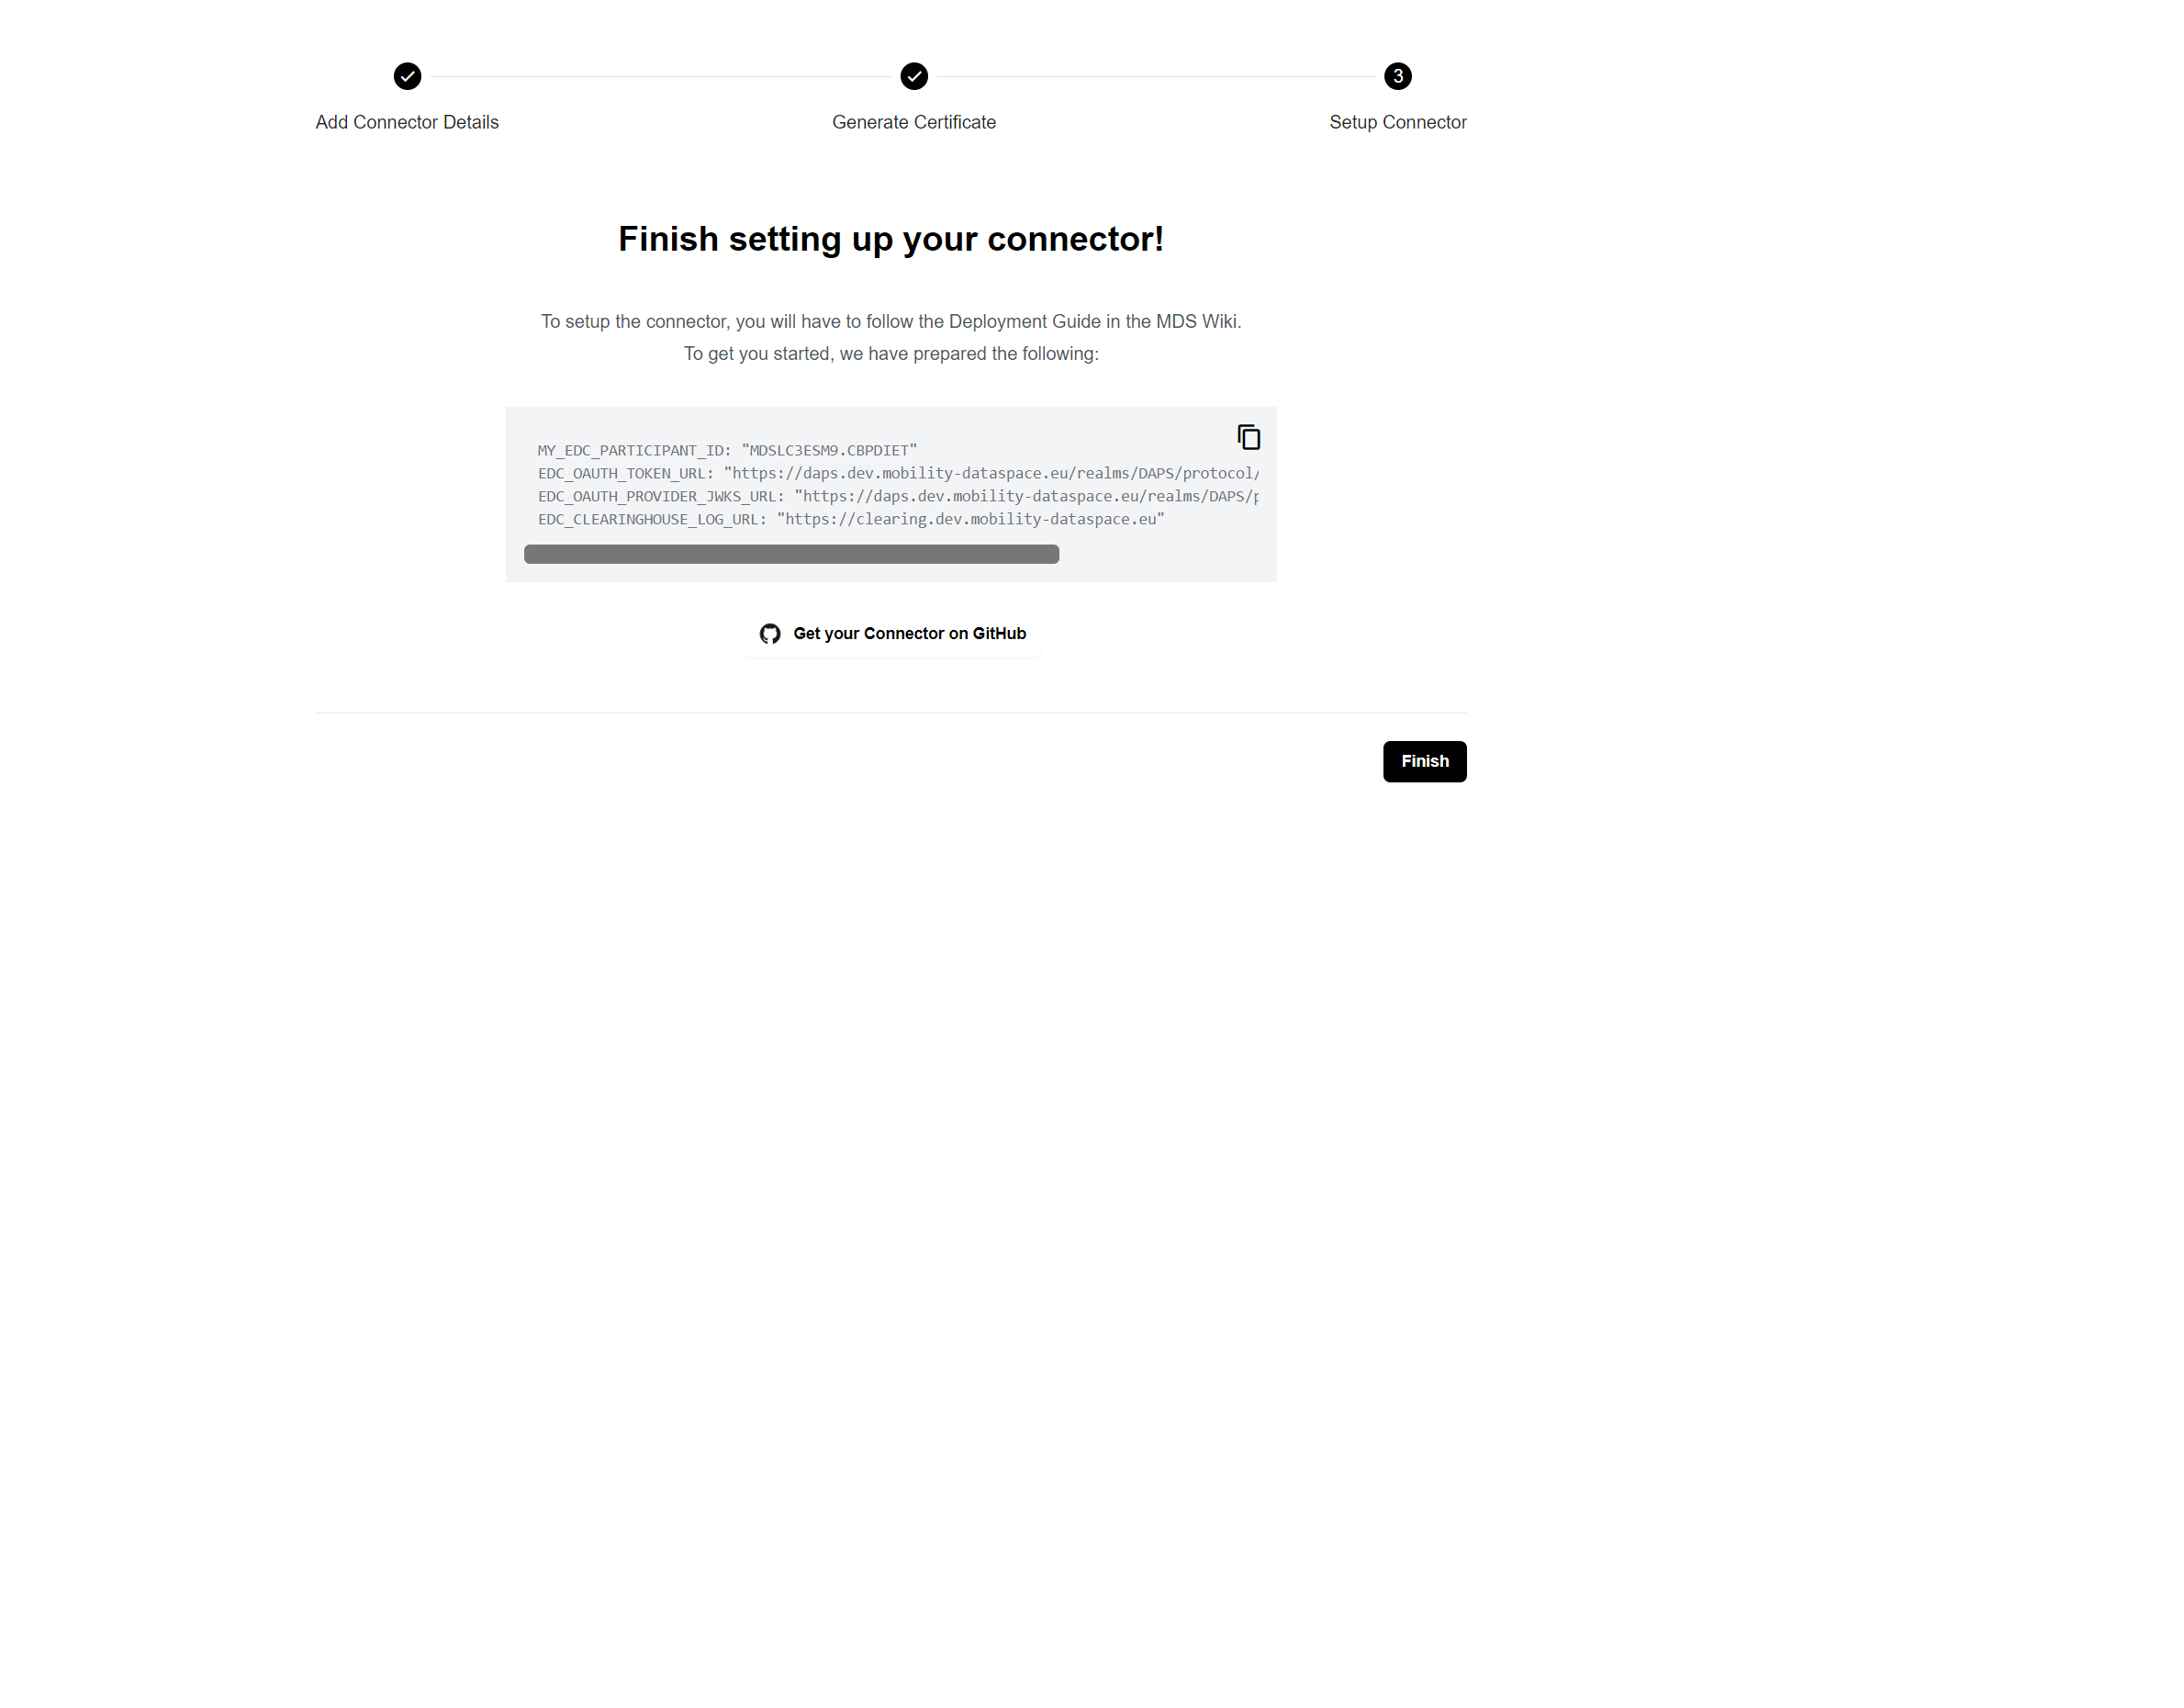 3
Add Connector Details
Generate Certificate
Setup Connector
Finish setting up your connector!
To setup the connector, you will have to follow the Deployment Guide in the MDS Wiki.
To get you started, we have prepared the following:
MY_EDC_PARTICIPANT_ID: "MDSLC3ESM9.CBPDIET"
EDC_OAUTH_TOKEN_URL: "https://daps.dev.mobility-dataspace.eu/realms/DAPS/protocol/
EDC_OAUTH_PROVIDER_JWKS_URL: "https://daps.dev.mobility-dataspace.eu/realms/DAPS/p
EDC_CLEARINGHOUSE_LOG_URL: "https://clearing.dev.mobility-dataspace.eu"
Get your Connector on GitHub
Finish